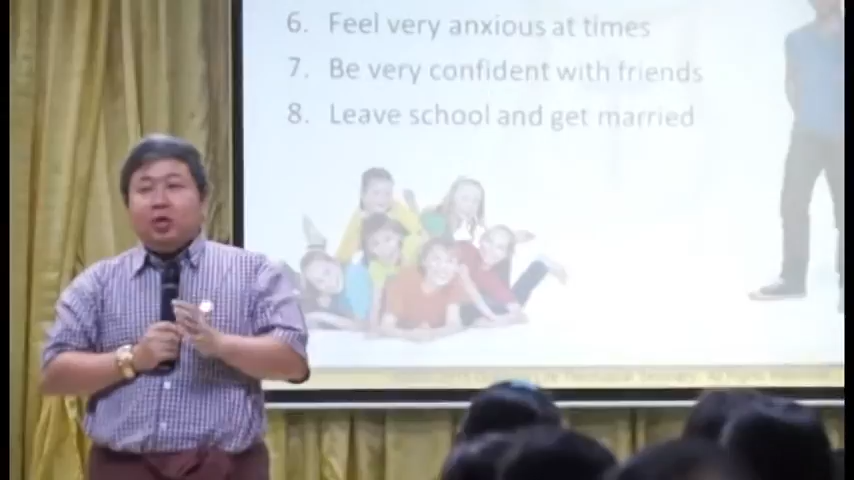 6. Feel very anxious at times
7. Be very confident with friends
8. Leave school and get married